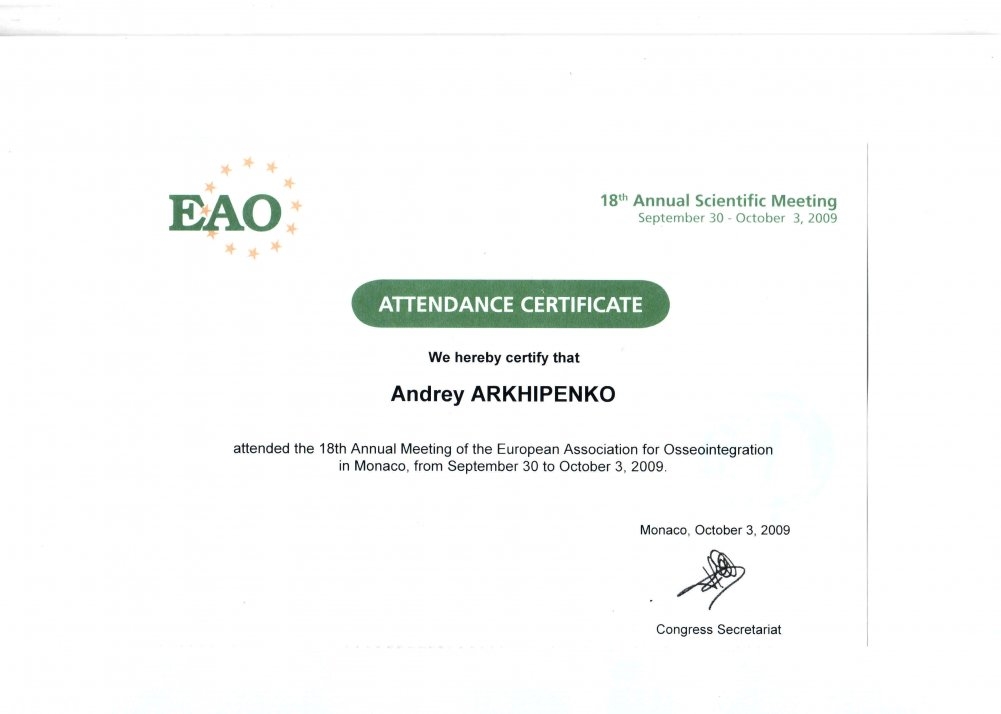 EAO
18th Annual Scientific Meeting
September 30 - October 3, 2009
ATTENDANCE CERTIFICATE
We hereby certify that
Andrey ARKHIPENKO
attended the 18th Annual Meeting of the European Association for Osseointegration
in Monaco, from September 30 to October 3, 2009.
Monaco, October 3, 2009
Congress Secretariat